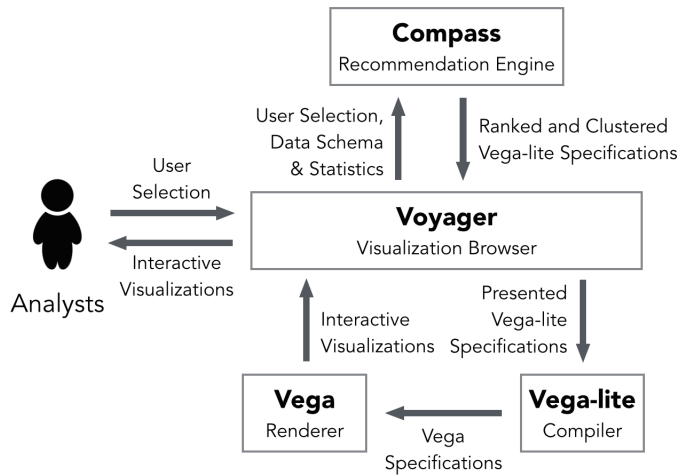 Compass
Recommendation Engine
User Selection,
Data Schema
& Statistics
Ranked and Clustered
Vega-lite Specifications
User
Selection
Voyager
Visualization Browser
Interactive
Visualizations
Analysts
Interactive
Visualizations
Presented
Vega-lite
Specifications
Vega
Renderer
Vega-lite
Compiler
Vega
Specifications